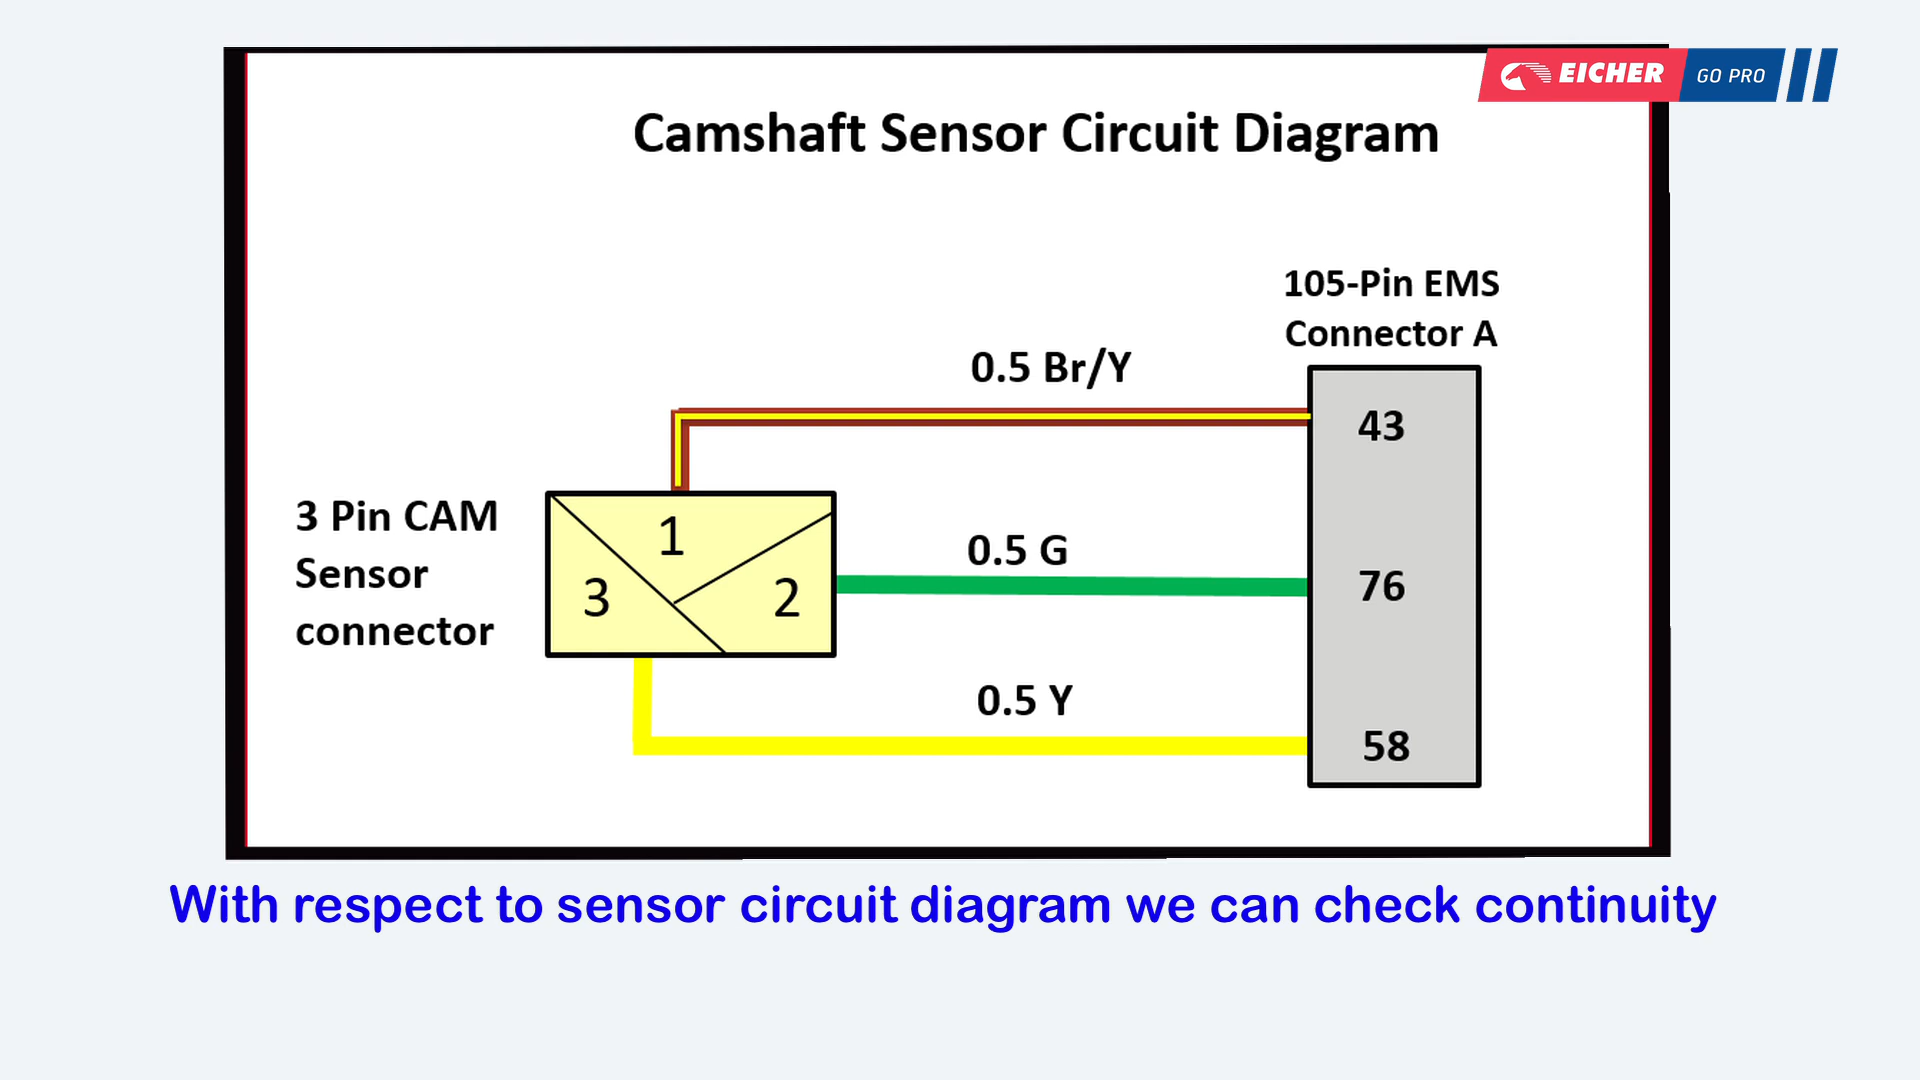 EICHER GO PRO
Camshaft Sensor Circuit Diagram
105-Pin EMS
Connector A
0.5 Br/Y
43
3 Pin CAM
Sensor
connector
1
3
2
0.5 G
76
0.5 Y
58
With respect to sensor circuit diagram we can check continuity